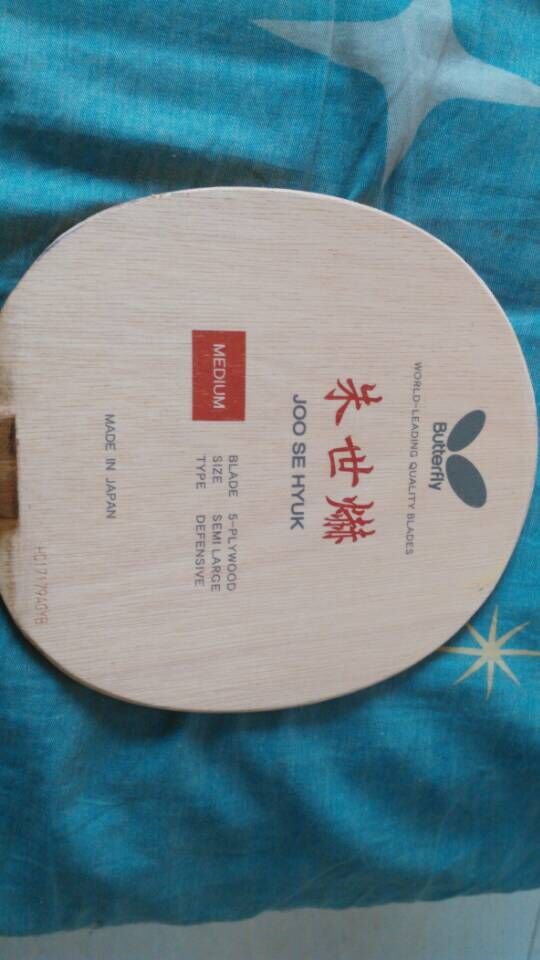 Butterfly
WORLD-LEADING QUALITY BLADES
朱世爀
JOO SE HYUK
MEDIUM
BLADE 5-PLYWOOD
SIZE SEMI LARGE
TYPE DEFENSIVE
MADE IN JAPAN